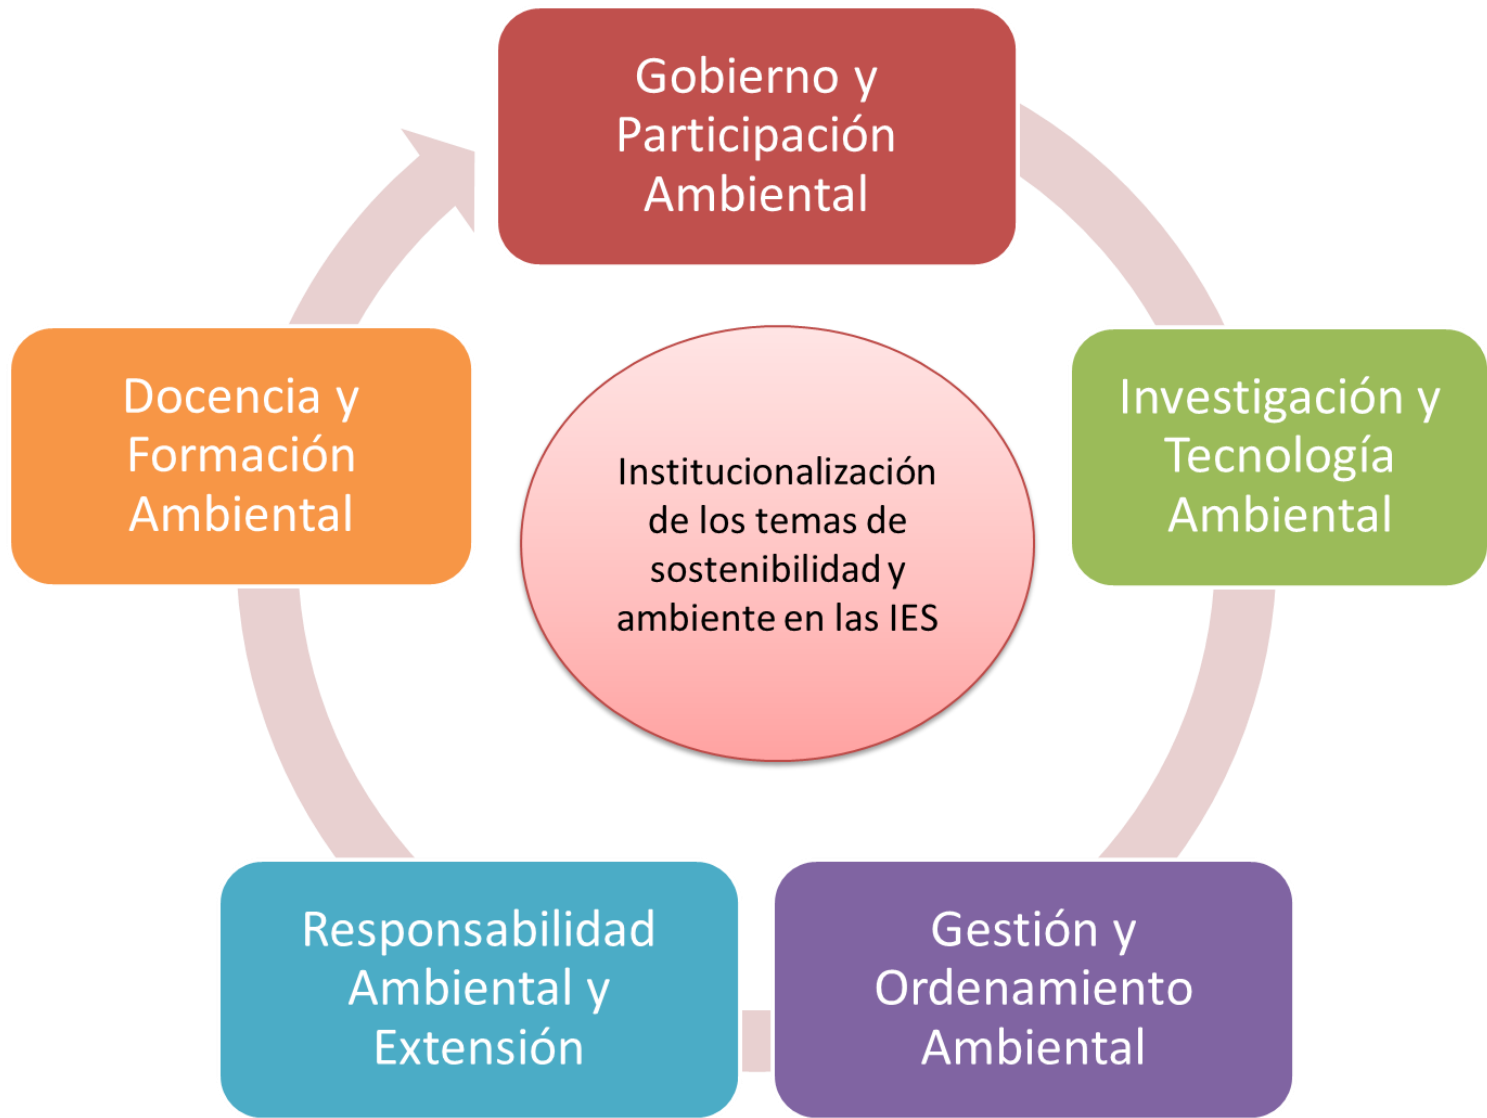 Gobierno y
Participación
Ambiental
Investigación y
Tecnología
Ambiental
Gestión y
Ordenamiento
Ambiental
Responsabilidad
Ambiental y
Extensión
Docencia y
Formación
Ambiental
Institucionalización
de los temas de
sostenibilidad y
ambiente en las IES